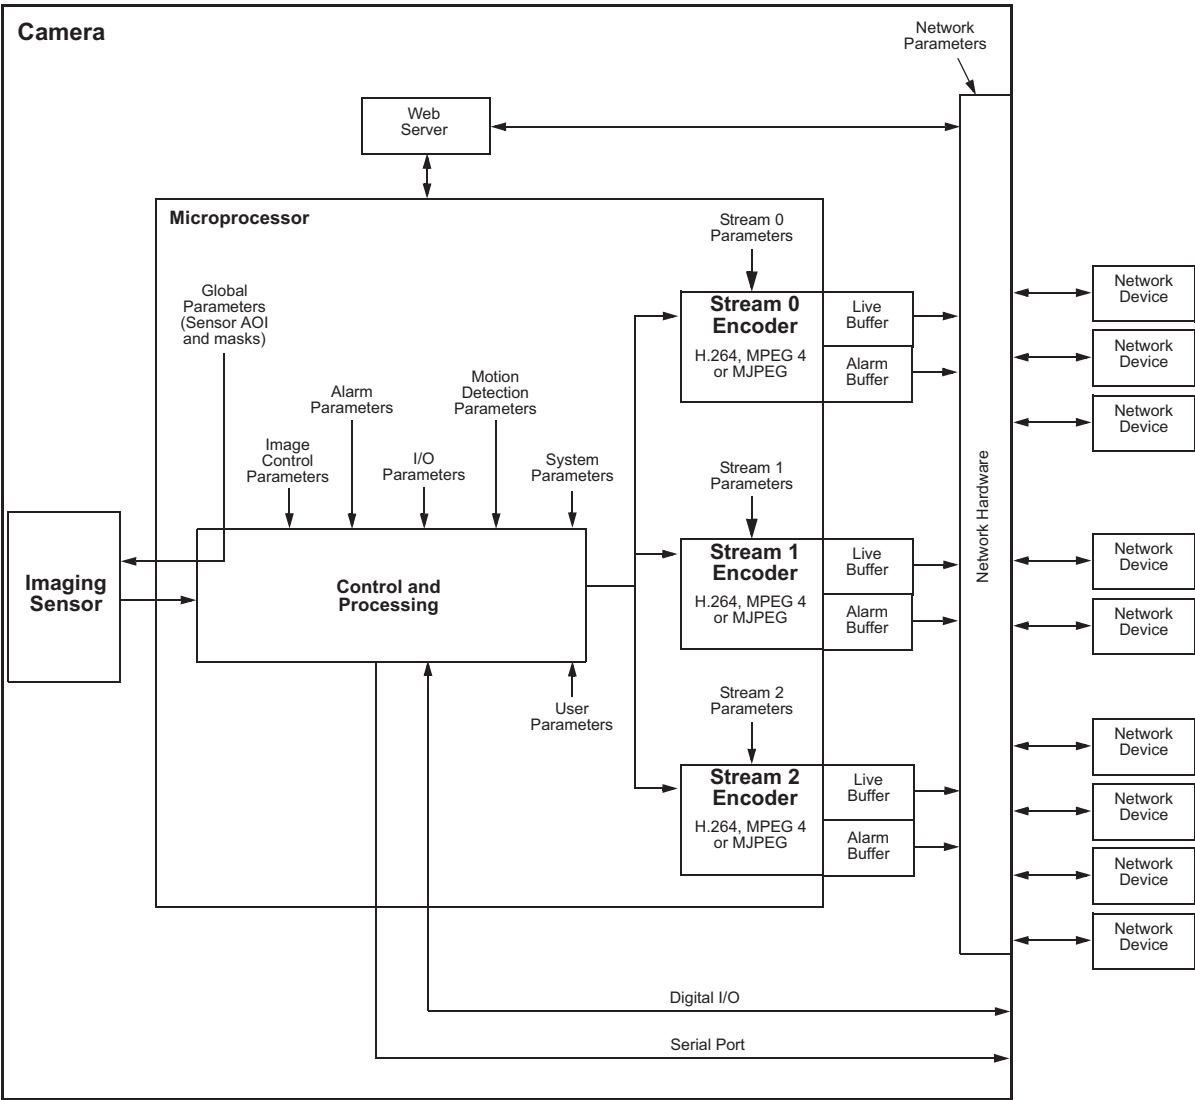 Camera
Network
Parameters
Web
Server
Microprocessor
Stream 0
Parameters
Global
Parameters
(Sensor AOI
and masks)
Stream 0
Encoder
H.264, MPEG 4
or MJPEG
Live
Buffer
Alarm
Buffer
Network
Device
Network
Device
Network
Device
Image
Control
Parameters
Alarm
Parameters
I/O
Parameters
Motion
Detection
Parameters
System
Parameters
Stream 1
Parameters
Network Hardware
Imaging
Sensor
Control and
Processing
Stream 1
Encoder
H.264, MPEG 4
or MJPEG
Live
Buffer
Alarm
Buffer
Network
Device
Network
Device
User
Parameters
Stream 2
Parameters
Stream 2
Encoder
H.264, MPEG 4
or MJPEG
Live
Buffer
Alarm
Buffer
Network
Device
Network
Device
Network
Device
Network
Device
Digital I/O
Serial Port